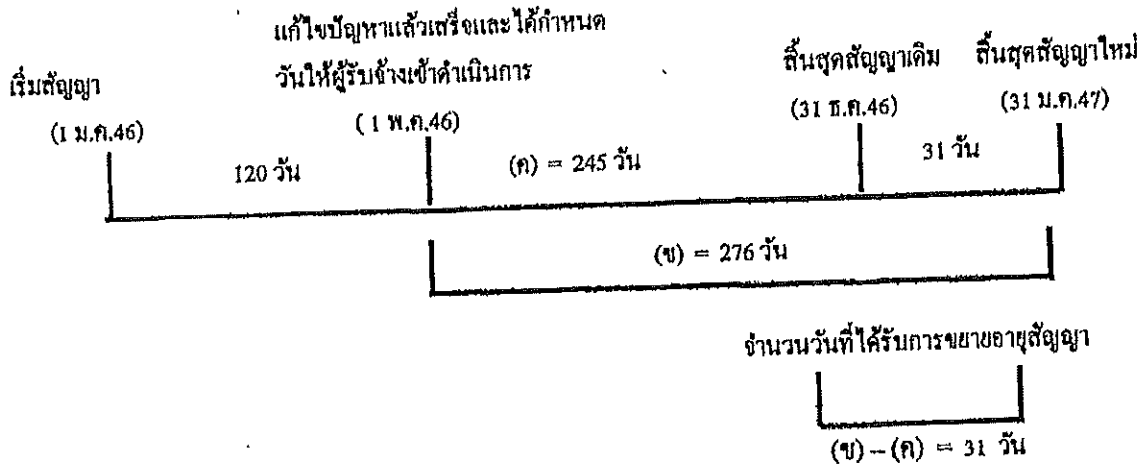 แก้ไขปัญหาแล้วเสร็จและได้กำหนด
วันให้ผู้รับจ้างเข้าดำเนินการ
เริ่มสัญญา
สิ้นสุดสัญญาเดิม
สิ้นสุดสัญญาใหม่
(1 ม.ค.46)
(1 พ.ค.46)
(31 ธ.ค.46)
(31 ม.ค.47)
120 วัน
(ค) = 245 วัน
31 วัน
(ข) = 276 วัน
จำนวนวันที่ได้รับการขยายอายุสัญญา
(ข) – (ค) = 31 วัน